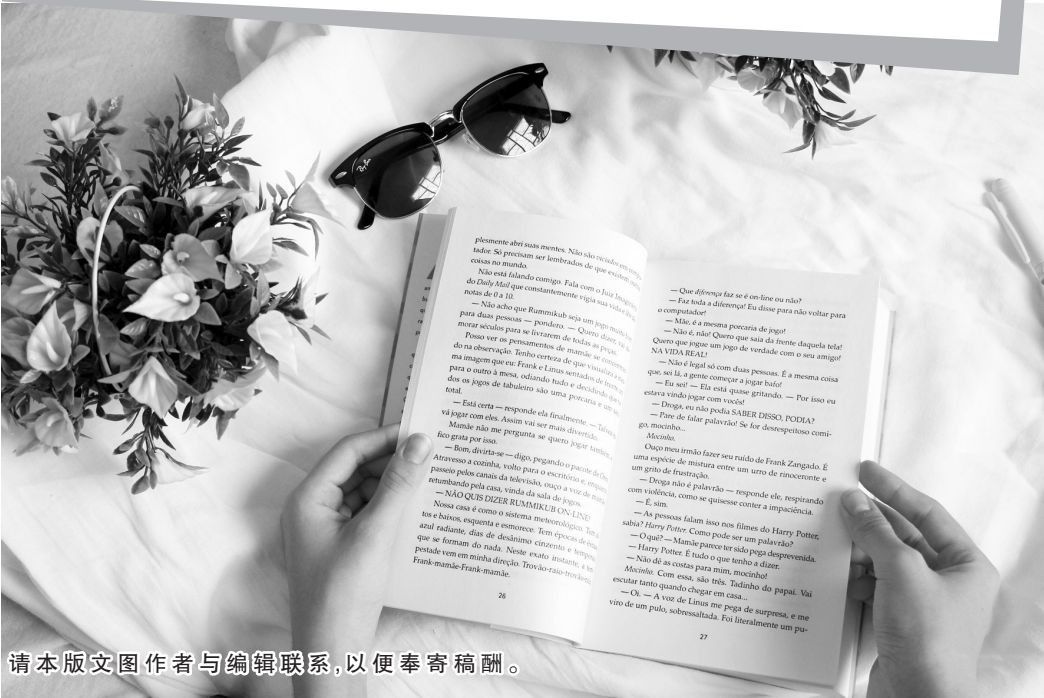 Ray-Ban
plesmente abri suas mentes. Não são viciados em
tador. Só precisam ser lembrados de que existem
coisas no mundo.
Não está falando comigo. Fala com o Juiz
do Daily Mail que constantemente vigia sua vida e
notas de 0 a 10.
— Não acho que Rummikub seja um jogo muito
para duas pessoas — pondero. — Quero dizer, vai
morar séculos para se livrarem de todas as peças.
Posso ver os pensamentos de mamãe se
do na observação. Tenho certeza de que visualiza a
ma imagem que eu: Frank e Linus sentados de frente
para o outro à mesa, odiando tudo e decidindo que
dos os jogos de tabuleiro são uma porcaria e um
total.
— Está certa — responde ela finalmente. — Talvez
vá jogar com eles. Assim vai ser mais divertido.
Mamãe não me pergunta se quero jogar também,
fico grata por isso.
— Bom, divirta-se — digo, pegando o pacote de
Atravesso a cozinha, volto para o escritório e,
passeio pelos canais da televisão, ouço a voz de
retumbando pela casa, vinda da sala de jogos.
— NÃO QUIS DIZER RUMMIKUB ON-LINE!
Nossa casa é como o sistema meteorológico. Tem
tos e baixos, esquenta e esmorece. Tem épocas de
azul radiante, dias de desânimo cinzento e
que se formam do nada. Neste exato instante, a
pestade vem em minha direção. Trovão-raio-trovão-raio,
Frank-mamãe-Frank-mamãe.
26
— Que diferença faz se é on-line ou não?
— Faz toda a diferença! Eu disse para não voltar para
o computador!
— Mãe, é a mesma porcaria de jogo!
— Não é, não! Quero que saia da frente daquela tela!
Quero que jogue um jogo de verdade com o seu amigo!
NA VIDA REAL!
— Não é legal só com duas pessoas. É a mesma coisa
que, sei lá, a gente começar a jogar bafo!
— Eu sei! — Ela está quase gritando. — Por isso eu
estava vindo jogar com vocês!
— Droga, eu não podia SABER DISSO, PODIA?
— Pare de falar palavrão! Se for desrespeitoso comi-
go, mocinho...
Mocinho.
Ouço meu irmão fazer seu ruído de Frank Zangado. É
uma espécie de mistura entre um urro de rinoceronte e
um grito de frustração.
— Droga não é palavrão — responde ele, respirando
com violência, como se quisesse conter a impaciência.
— É, sim.
— As pessoas falam isso nos filmes do Harry Potter,
sabia? Harry Potter. Como pode ser um palavrão?
— O quê? — Mamãe parece ter sido pega desprevenida.
— Harry Potter. É tudo o que tenho a dizer.
— Não dê as costas para mim, mocinho!
Mocinho. Com essa, são três. Tadinho do papai. Vai
escutar tanto quando chegar em casa...
— Oi. — A voz de Linus me pega de surpresa, e me
viro de um pulo, sobressaltada. Foi literalmente um pu-
27
请本版文图作者与编辑联系,以便奉寄稿酬。